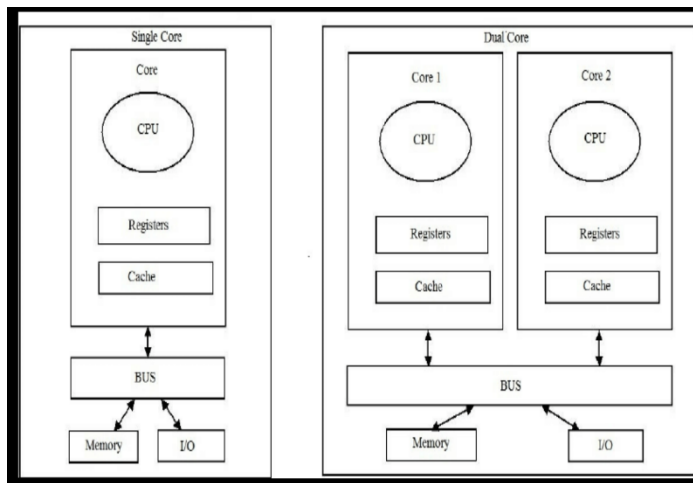 Single Core
Core
CPU
Registers
Cache
BUS
Memory
I/O
Dual Core
Core 1
CPU
Registers
Cache
Core 2
CPU
Registers
Cache
BUS
Memory
I/O